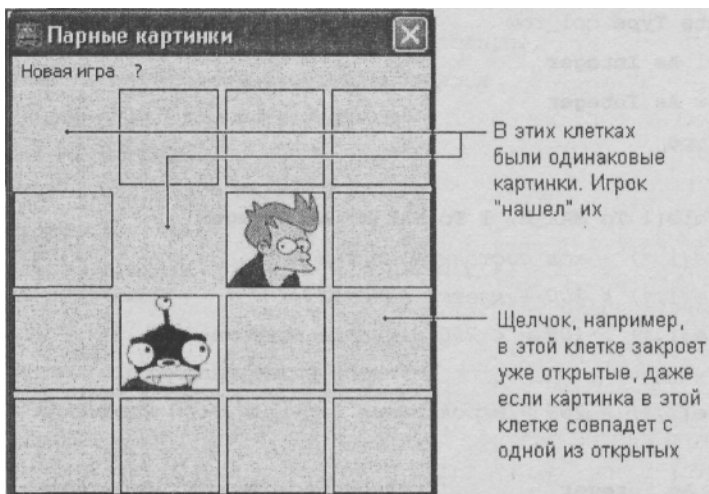 Парные картинки
Новая игра ?
В этих клетках
были одинаковые
картинки. Игрок
"нашел" их
Щелчок, например,
в этой клетке закроет
уже открытые, даже
если картинка в этой
клетке совпадет с
одной из открытых